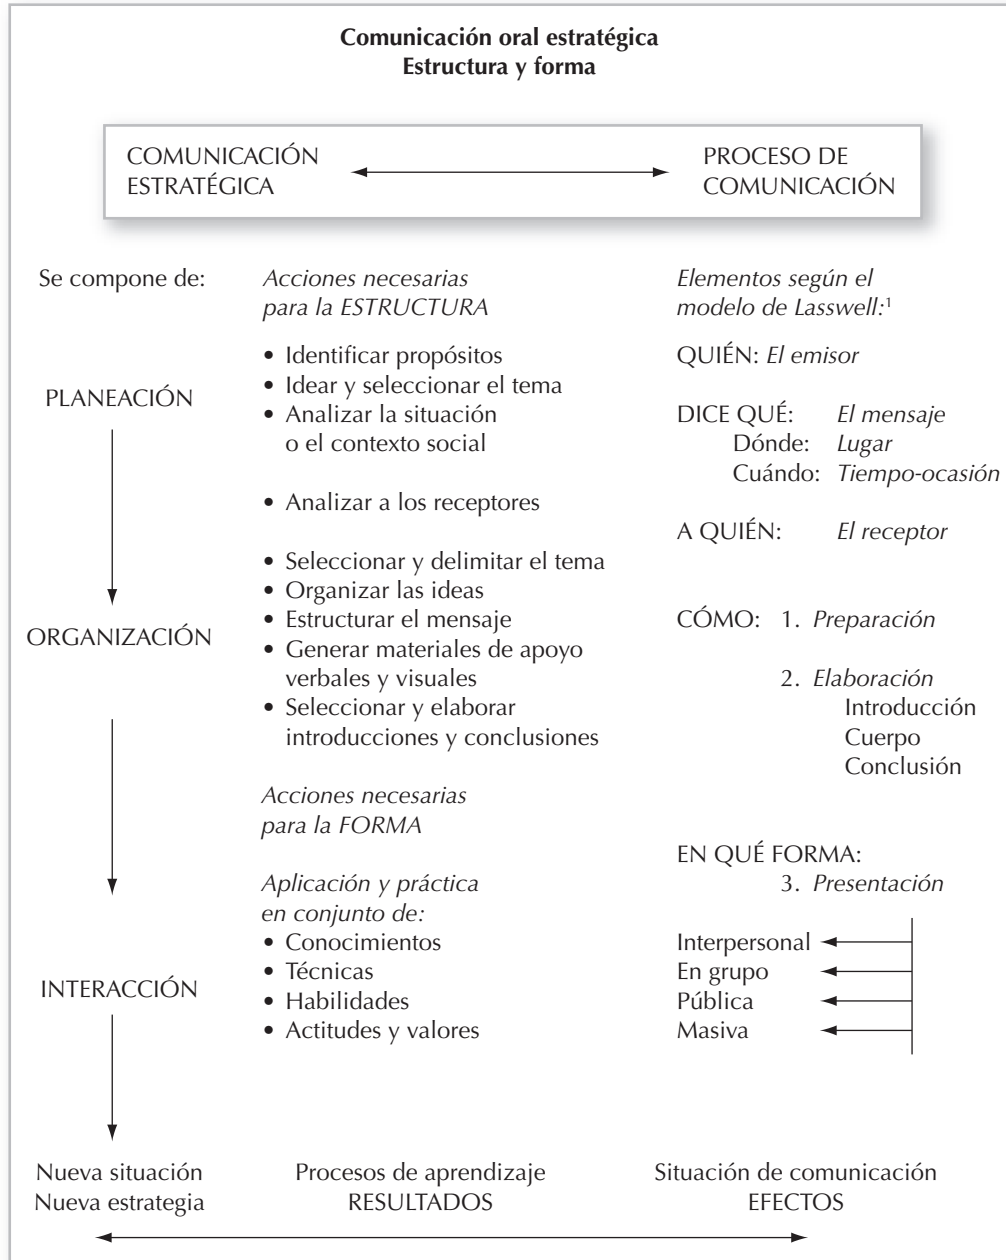 Comunicación oral estratégica
Estructura y forma
COMUNICACIÓN
ESTRATÉGICA
PROCESO DE
COMUNICACIÓN
Se compone de:
Acciones necesarias
para la ESTRUCTURA
Elementos según el
modelo de Lasswell:¹
PLANEACIÓN
• Identificar propósitos
• Idear y seleccionar el tema
• Analizar la situación
o el contexto social
• Analizar a los receptores
QUIÉN: El emisor
DICE QUÉ: El mensaje
Dónde: Lugar
Cuándo: Tiempo-ocasión
A QUIÉN: El receptor
ORGANIZACIÓN
• Seleccionar y delimitar el tema
• Organizar las ideas
• Estructurar el mensaje
• Generar materiales de apoyo
verbales y visuales
• Seleccionar y elaborar
introducciones y conclusiones
CÓMO: 1. Preparación
2. Elaboración
Introducción
Cuerpo
Conclusión
Acciones necesarias
para la FORMA
EN QUÉ FORMA:
3. Presentación
INTERACCIÓN
Aplicación y práctica
en conjunto de:
• Conocimientos
• Técnicas
• Habilidades
• Actitudes y valores
Interpersonal
En grupo
Pública
Masiva
Nueva situación
Nueva estrategia
Procesos de aprendizaje
RESULTADOS
Situación de comunicación
EFECTOS